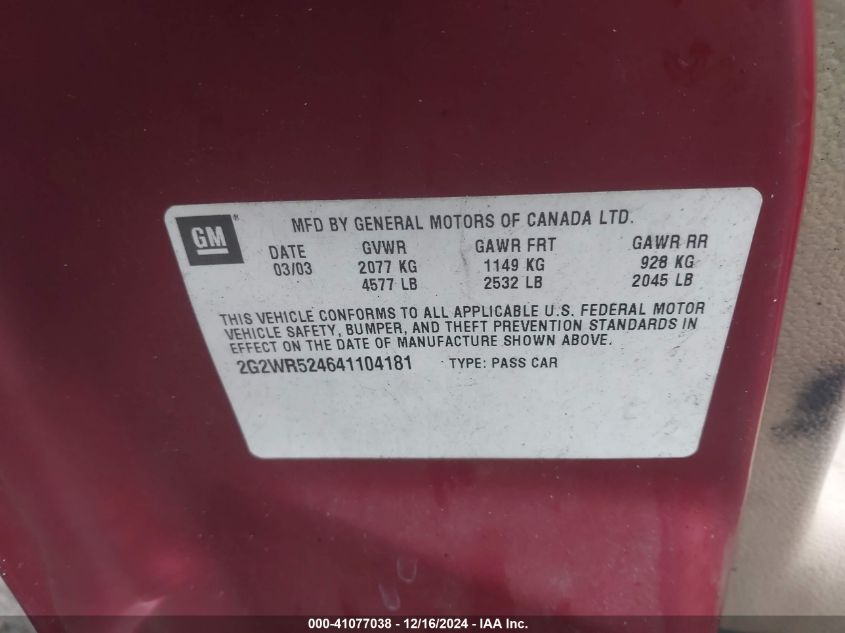 GM®
MFD BY GENERAL MOTORS OF CANADA LTD.
DATE GVWR GAWR FRT GAWR RR
03/03 2077 KG 1149 KG 928 KG
4577 LB 2532 LB 2045 LB
THIS VEHICLE CONFORMS TO ALL APPLICABLE U.S. FEDERAL MOTOR
VEHICLE SAFETY, BUMPER, AND THEFT PREVENTION STANDARDS IN
EFFECT ON THE DATE OF MANUFACTURE SHOWN ABOVE.
2G2WR524641104181 TYPE: PASS CAR
000-41077038 - 12/16/2024 - IAA Inc.